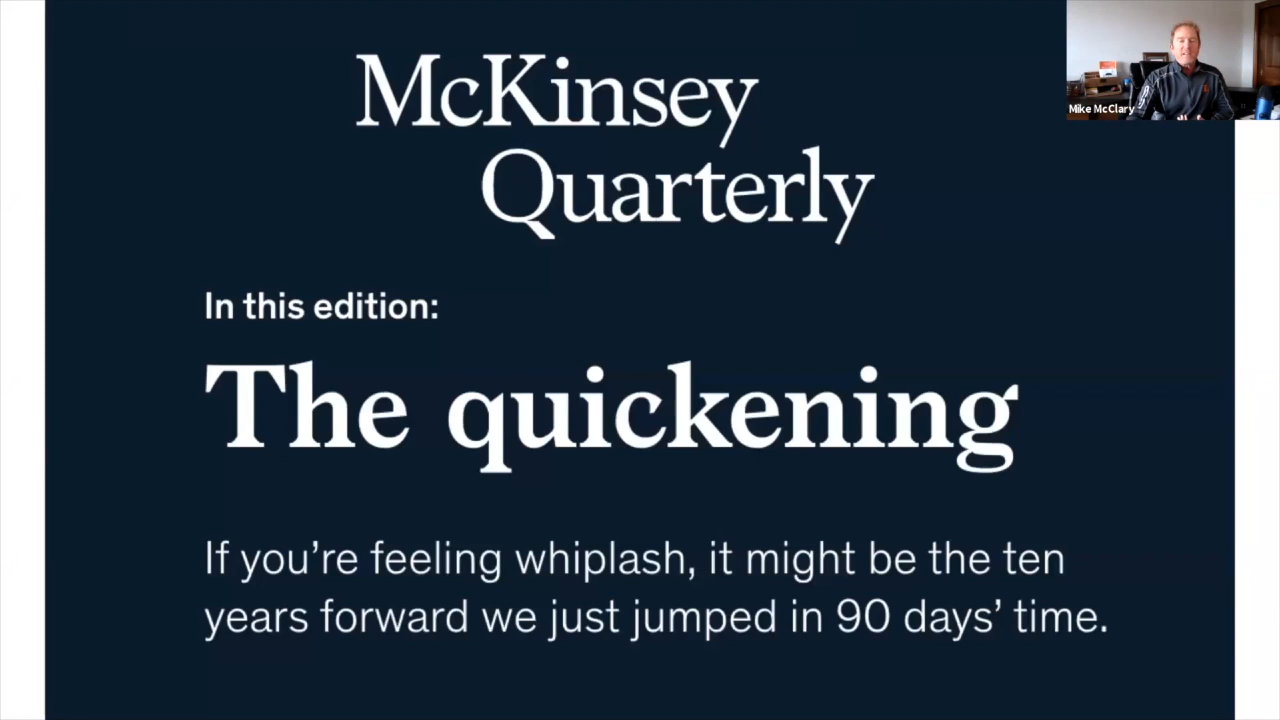 McKinsey
Quarterly
Mike McClary
In this edition:
The quickening
If you’re feeling whiplash, it might be the ten
years forward we just jumped in 90 days’ time.